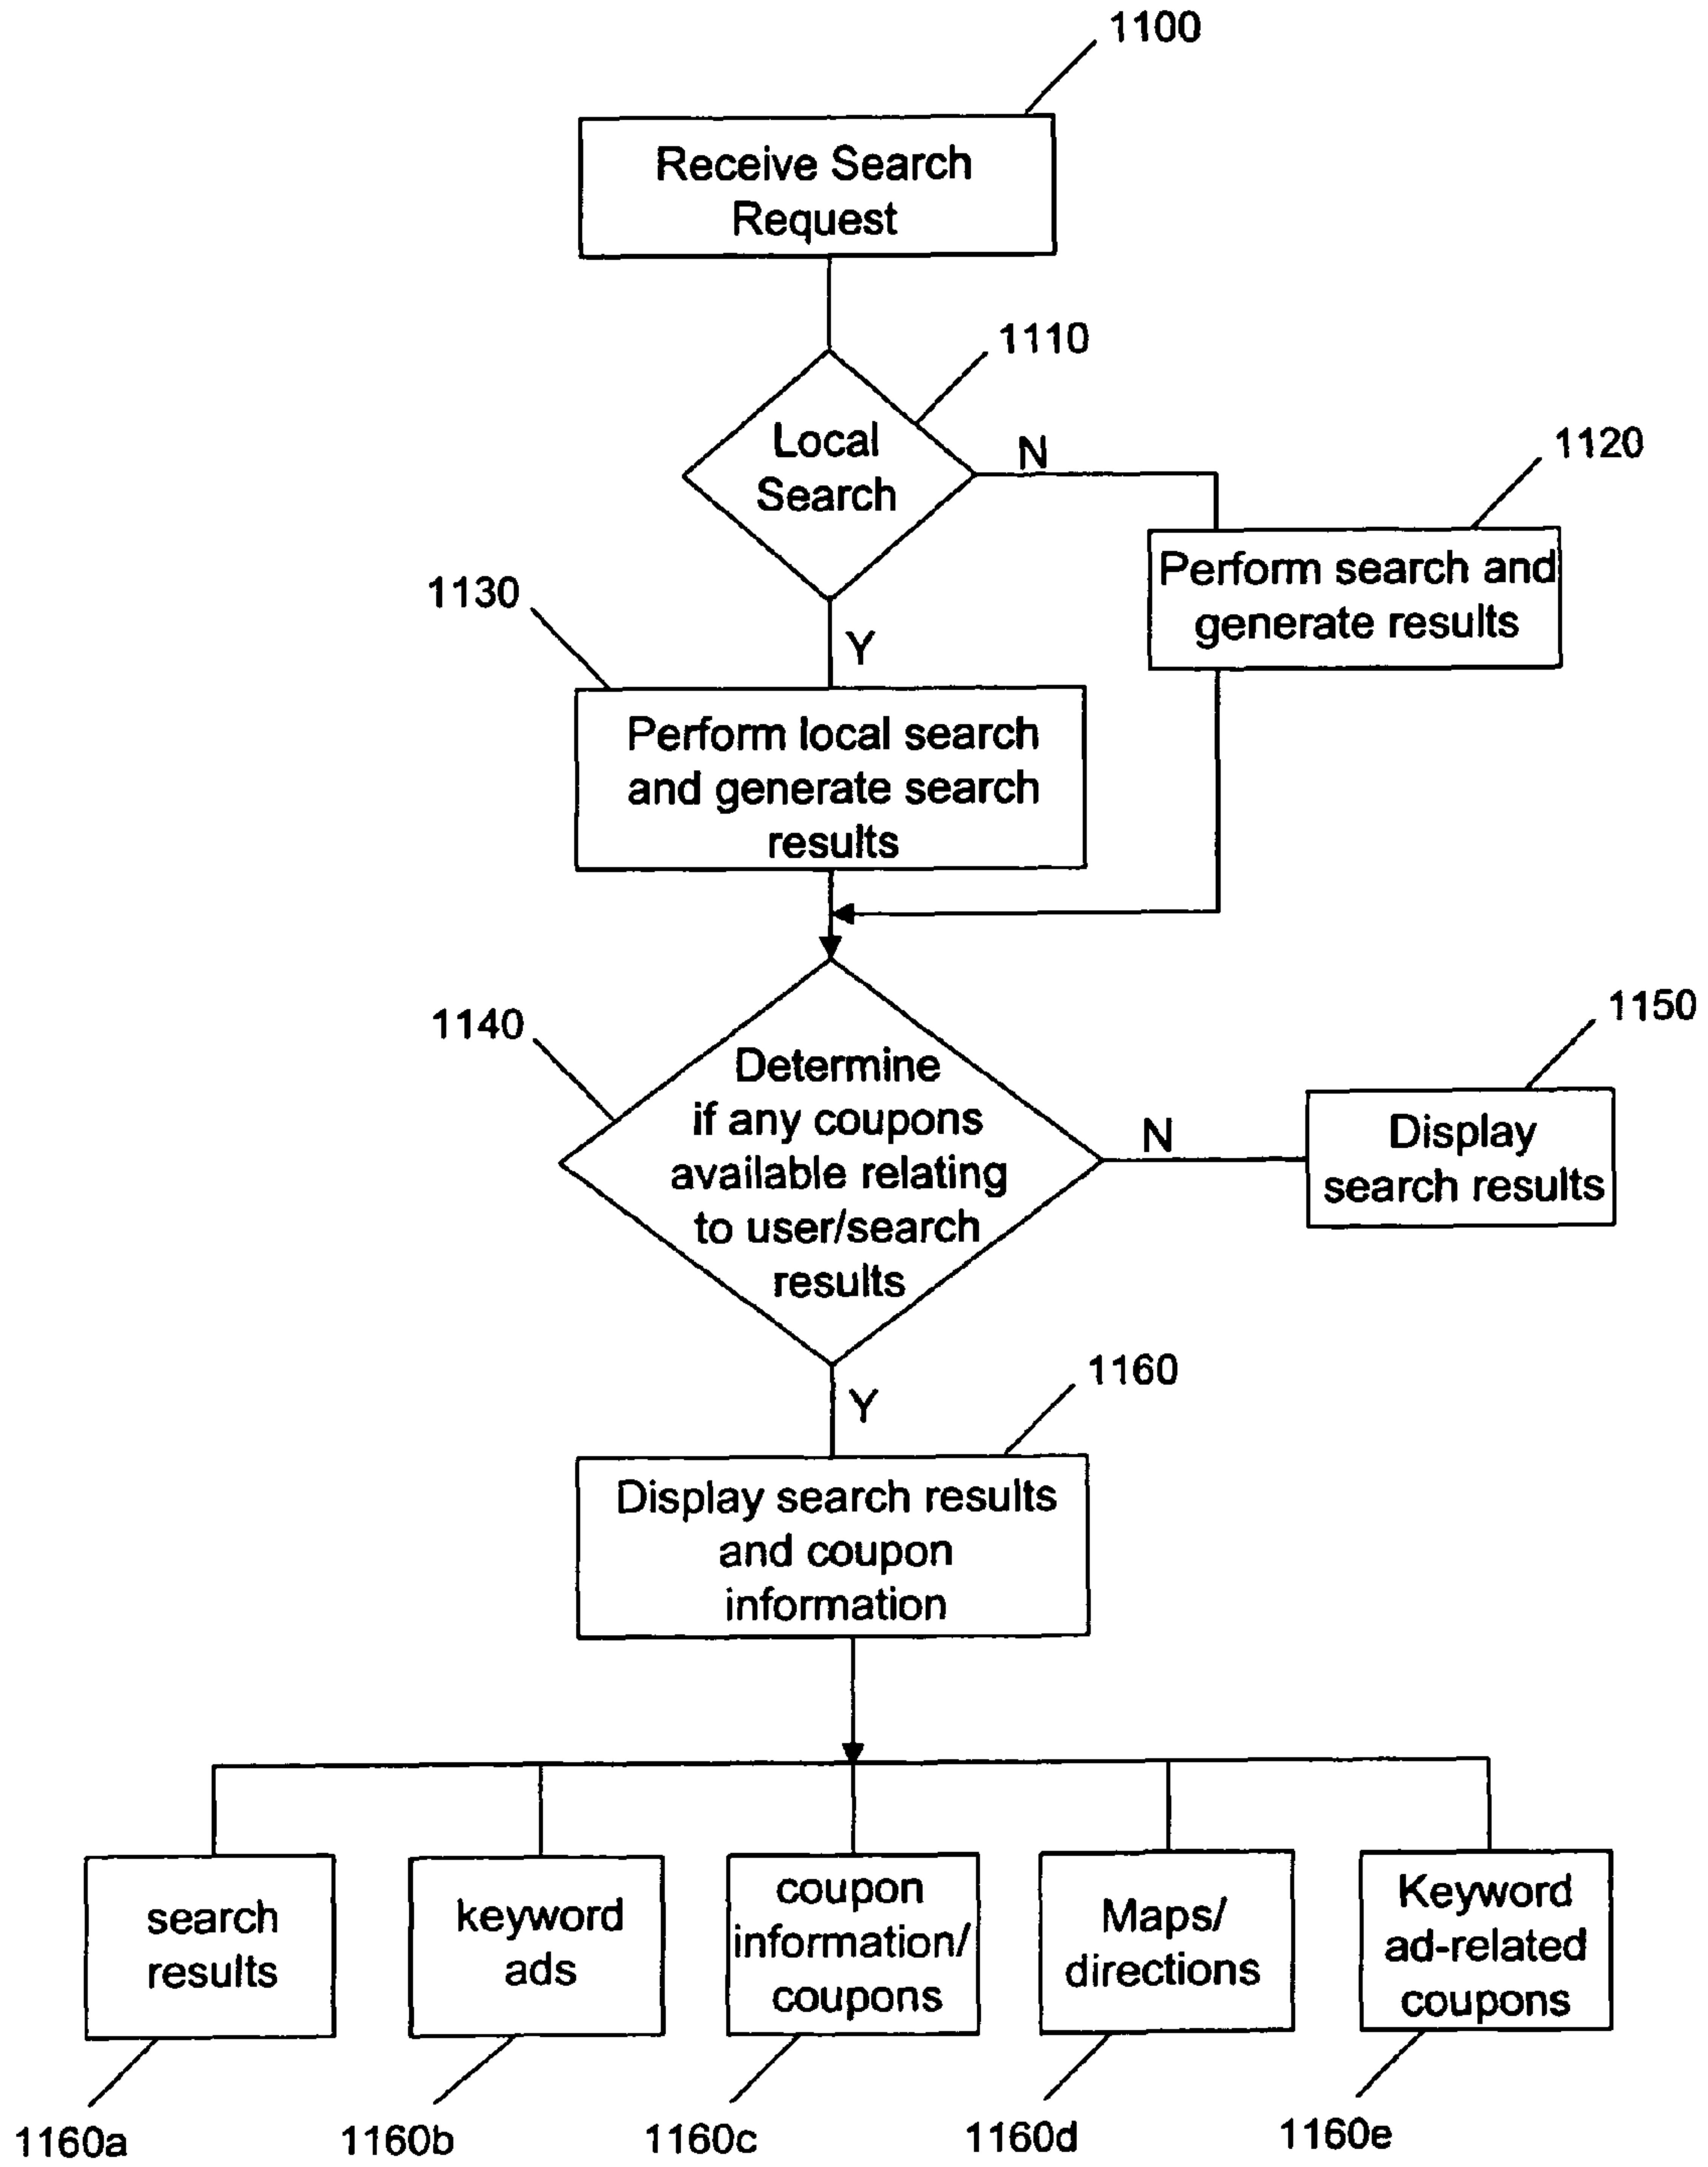 1100
Receive Search
Request
1110
Local
Search
N
1120
Perform search and
generate results
1130
Y
Perform local search
and generate search
results
1140
Determine
if any coupons
available relating
to user/search
results
N
1150
Display
search results
Y
1160
Display search results
and coupon
information
search
results
keyword
ads
coupon
information/
coupons
Maps/
directions
Keyword
ad-related
coupons
1160a
1160b
1160c
1160d
1160e